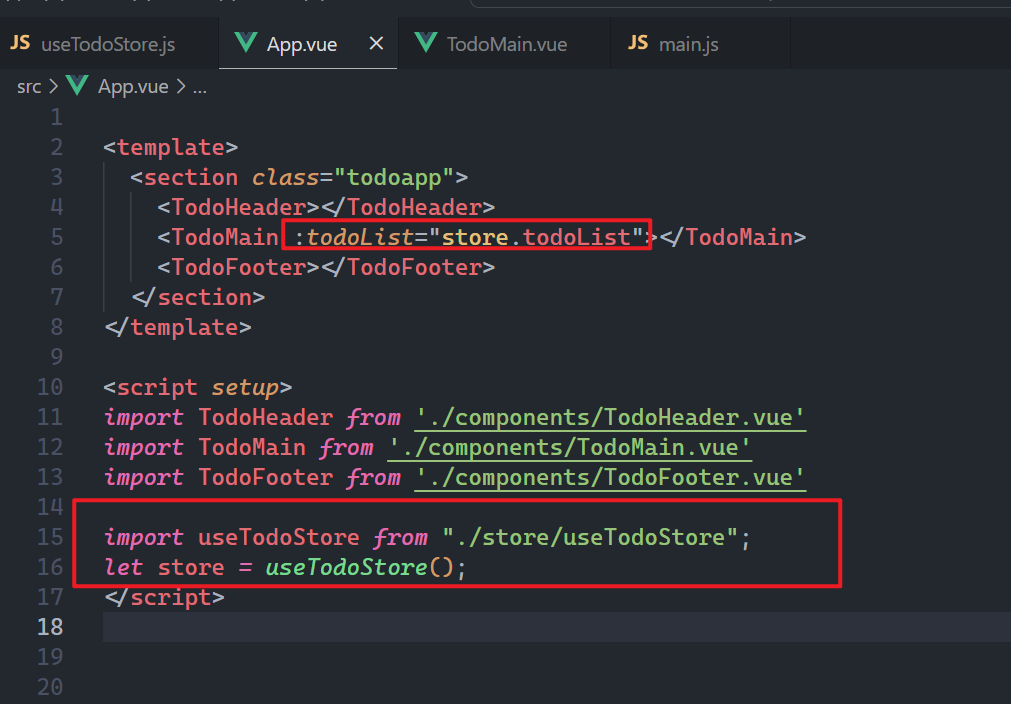 JS useTodoStore.js App.vue × TodoMain.vue JS main.js
src > App.vue > ...
1
2 <template>
3 <section class="todoapp">
4 <TodoHeader></TodoHeader>
5 <TodoMain :todoList="store.todoList"></TodoMain>
6 <TodoFooter></TodoFooter>
7 </section>
8 </template>
9
10 <script setup>
11 import TodoHeader from './components/TodoHeader.vue'
12 import TodoMain from './components/TodoMain.vue'
13 import TodoFooter from './components/TodoFooter.vue'
14
15 import useTodoStore from "./store/useTodoStore";
16 let store = useTodoStore();
17 </script>
18
19
20